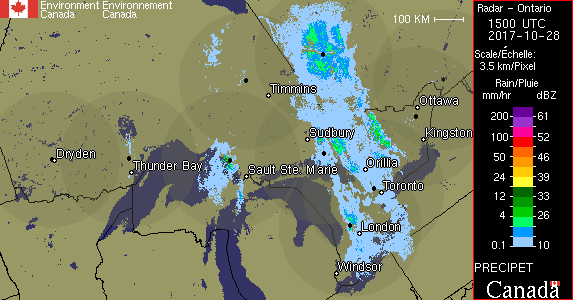 Environment Environnement
Canada Canada
100 KM
Timmins
Ottawa
Sudbury
Kingston
Dryden
Thunder Bay
Sault Ste. Marie
Orillia
Toronto
London
Windsor
Radar - Ontario
1500 UTC
2017-10-28
Scale/Échelle:
3.5 km/Pixel
Rain/Pluie
mm/hr dBZ
200 61
100 52
50 46
24 39
12 33
4 26
0.1 10
PRECIPET
Canada